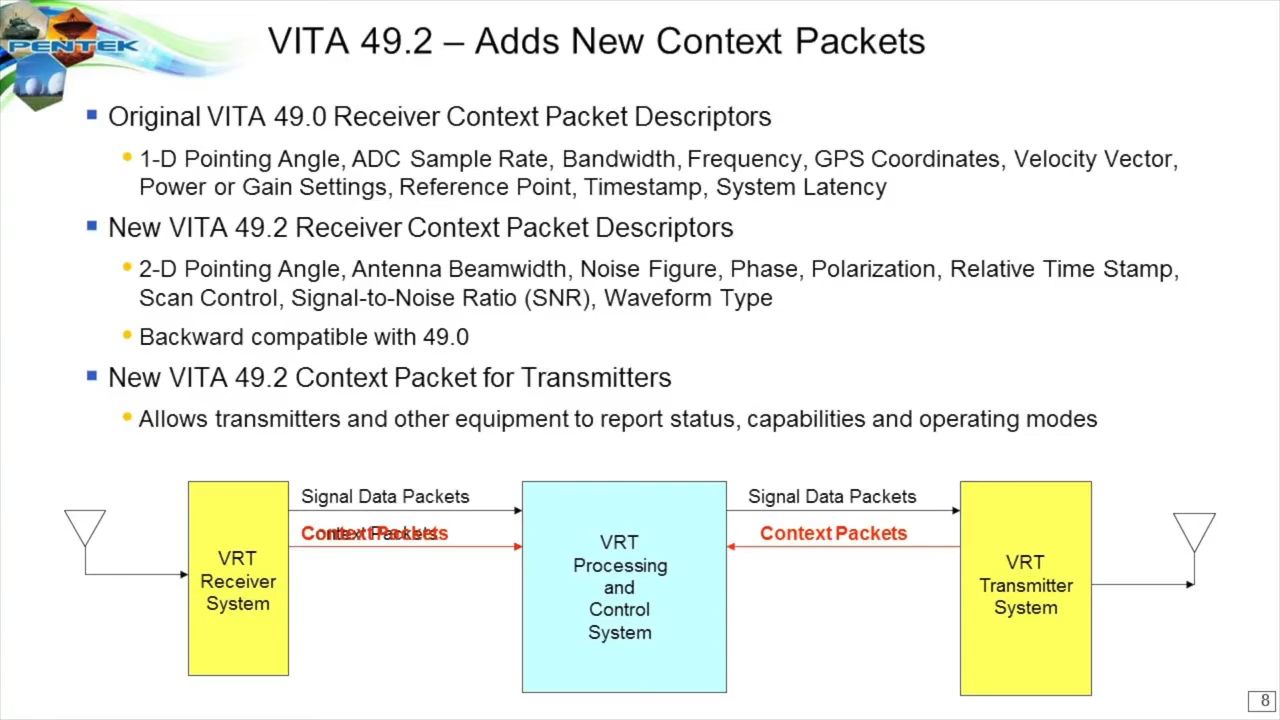 PENTEK
VITA 49.2 – Adds New Context Packets
Original VITA 49.0 Receiver Context Packet Descriptors
1-D Pointing Angle, ADC Sample Rate, Bandwidth, Frequency, GPS Coordinates, Velocity Vector,
Power or Gain Settings, Reference Point, Timestamp, System Latency
New VITA 49.2 Receiver Context Packet Descriptors
2-D Pointing Angle, Antenna Beamwidth, Noise Figure, Phase, Polarization, Relative Time Stamp,
Scan Control, Signal-to-Noise Ratio (SNR), Waveform Type
Backward compatible with 49.0
New VITA 49.2 Context Packet for Transmitters
Allows transmitters and other equipment to report status, capabilities and operating modes
VRT
Receiver
System
Signal Data Packets
Context Packets
Context Packets
VRT
Processing
and
Control
System
Signal Data Packets
Context Packets
VRT
Transmitter
System
8